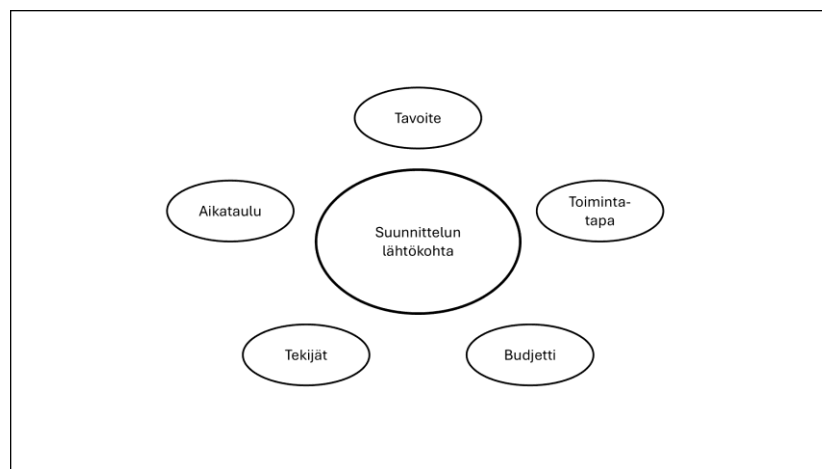 Tavoite
Aikataulu
Suunnittelun
lähtökohta
Toiminta-
tapa
Tekijät
Budjetti